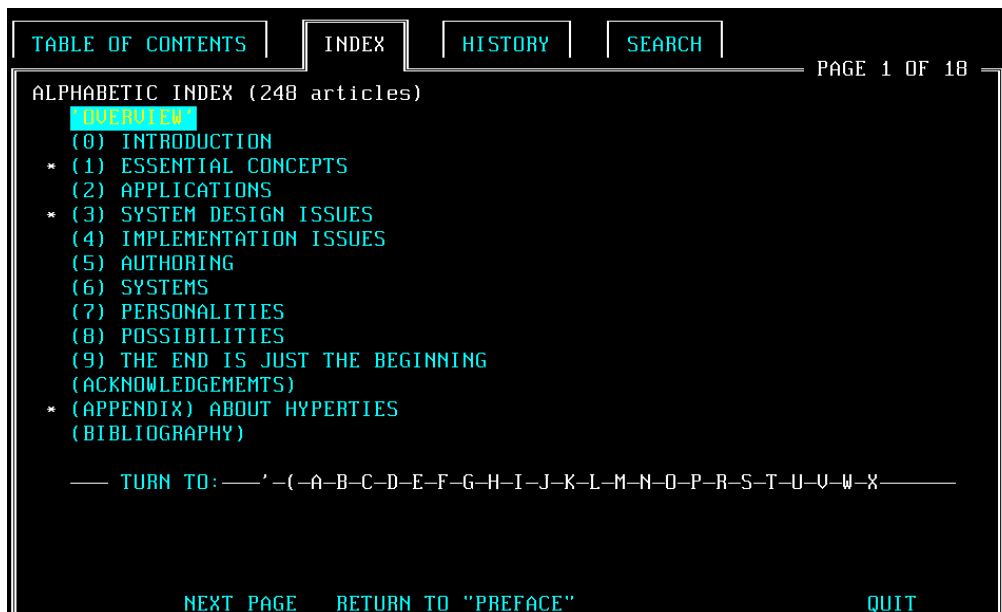 TABLE OF CONTENTS INDEX HISTORY SEARCH
PAGE 1 OF 18
ALPHABETIC INDEX (248 articles)
'OVERVIEW'
(0) INTRODUCTION
* (1) ESSENTIAL CONCEPTS
(2) APPLICATIONS
* (3) SYSTEM DESIGN ISSUES
(4) IMPLEMENTATION ISSUES
(5) AUTHORING
(6) SYSTEMS
(7) PERSONALITIES
(8) POSSIBILITIES
(9) THE END IS JUST THE BEGINNING
(ACKNOWLEDGEMEMTS)
* (APPENDIX) ABOUT HYPERTIES
(BIBLIOGRAPHY)
TURN TO:——'—(—A—B—C—D—E—F—G—H—I—J—K—L—M—N—O—P—R—S—T—U—V—W—X
NEXT PAGE RETURN TO "PREFACE" QUIT